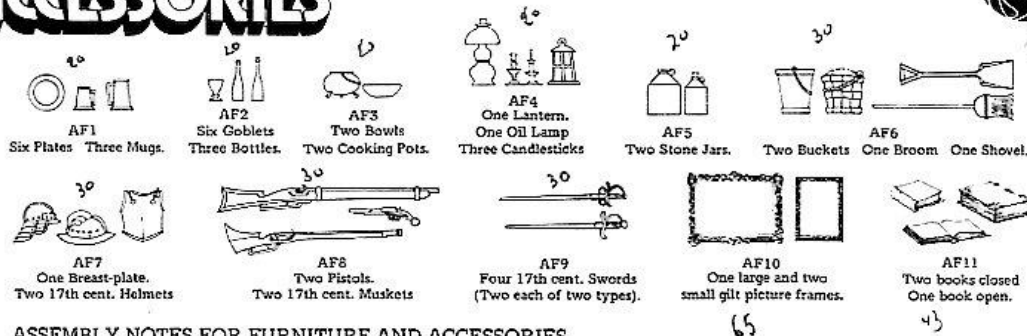 ACCESSORIES
20
20
AF1
Six Plates Three Mugs.
AF2
Six Goblets
Three Bottles.
AF3
Two Bowls
Two Cooking Pots.
AF4
One Lantern.
One Oil Lamp
Three Candlesticks
20
AF5
Two Stone Jars.
30
AF6
Two Buckets One Broom One Shovel.
30
AF7
One Breast-plate.
Two 17th cent. Helmets
30
AF8
Two Pistols.
Two 17th cent. Muskets
30
AF9
Four 17th cent. Swords
(Two each of two types).
AF10
One large and two
small gilt picture frames.
65
AF11
Two books closed
One book open.
43
ASSEMBLY NOTES FOR FURNITURE AND ACCESSORIES